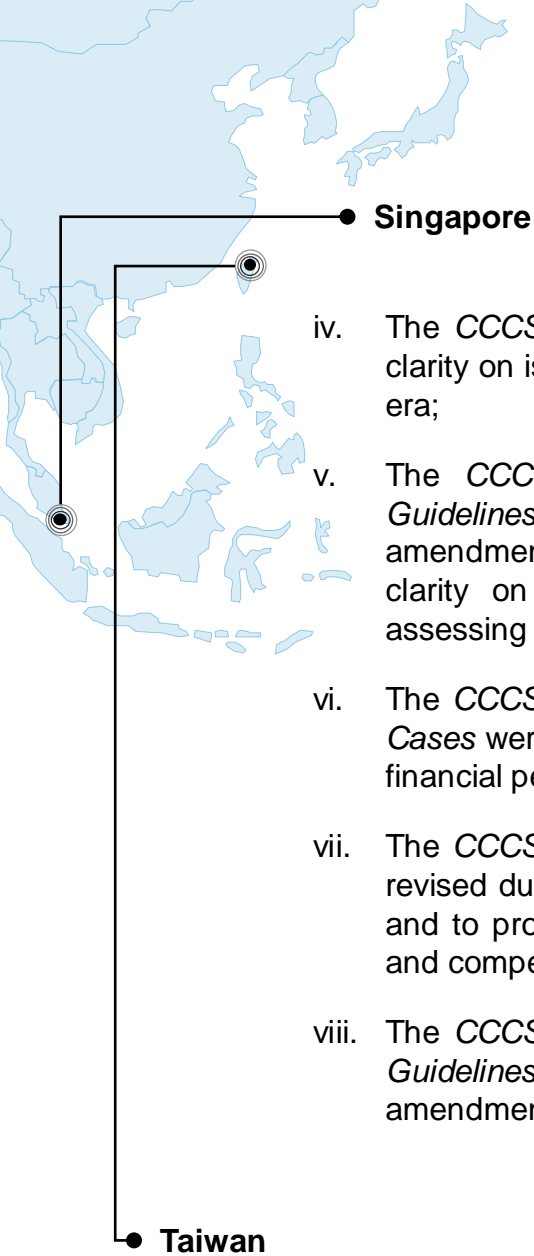 Singapore
iv. The CCCS
clarity on is
era;
v. The CCC
Guidelines
amendmen
clarity on
assessing
vi. The CCCS
Cases wer
financial pe
vii. The CCCS
revised du
and to pro
and compe
viii. The CCCS
Guidelines
amendmen
Taiwan